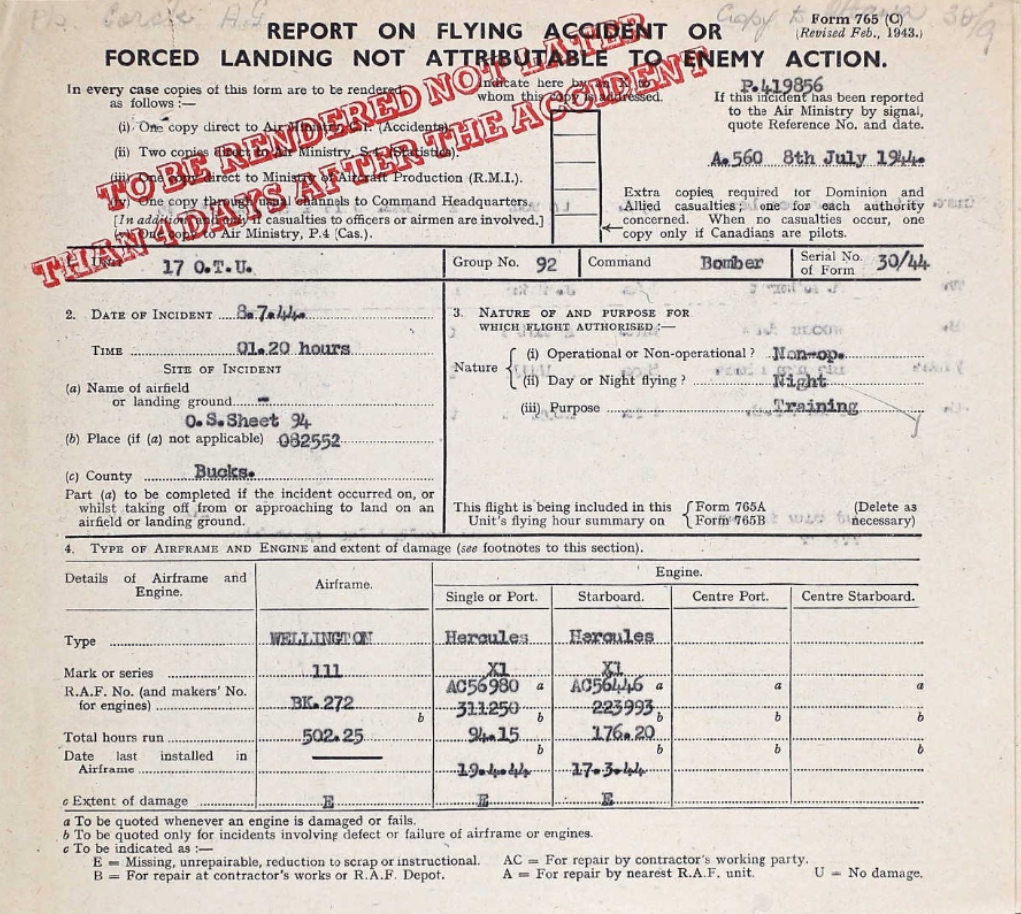 Copy to Ottawa 30/9
Form 765 (C)
(Revised Feb., 1943.)
REPORT ON FLYING ACCIDENT OR
FORCED LANDING NOT ATTRIBUTABLE TO ENEMY ACTION.
TO BE RENDERED NOT LATER
THAN 4 DAYS AFTER THE ACCIDENT
In every case copies of this form are to be rendered
as follows :—
(i) One copy direct to Air Ministry, (Accidents).
(ii) Two copies direct to Air Ministry, S.4 (Statistics).
(iii) One copy direct to Ministry of Aircraft Production (R.M.I.).
(iv) One copy through usual channels to Command Headquarters.
[In addition and only if casualties to officers or airmen are involved.]
One copy to Air Ministry, P.4 (Cas.).
Indicate here by an X to
whom this copy is addressed.
P.419856
If this incident has been reported
to the Air Ministry by signal,
quote Reference No. and date.
A.560 8th July 1944.
Extra copies required for Dominion and
Allied casualties; one for each authority
concerned. When no casualties occur, one
copy only if Canadians are pilots.
Unit 17 O.T.U.
Group No. 92
Command Bomber
Serial No.
of Form 30/44
2. DATE OF INCIDENT 8.7.44.
TIME 01.20 hours
SITE OF INCIDENT
(a) Name of airfield
or landing ground -
O.S.Sheet 94
(b) Place (if (a) not applicable) 082552
(c) County Bucks.
Part (a) to be completed if the incident occurred on, or
whilst taking off from or approaching to land on an
airfield or landing ground.
3. NATURE OF AND PURPOSE FOR
WHICH FLIGHT AUTHORISED :—
Nature
(i) Operational or Non-operational ? Non-op.
(ii) Day or Night flying ? Night
(iii) Purpose Training
This flight is being included in this
Unit's flying hour summary on
Form 765A
Form 765B
(Delete as
necessary)
4. TYPE OF AIRFRAME AND ENGINE and extent of damage (see footnotes to this section).
Details of Airframe and
Engine.
Airframe.
Engine.
Single or Port. Starboard. Centre Port. Centre Starboard.
Type WELLINGTON Hercules Hercules
Mark or series 111 X1 X1
R.A.F. No. (and makers' No.
for engines) BK.272
AC56980 a AC56446 a a a
b 311250 b 223993 b b b
Total hours run 502.25 94.15 176.20
b b b b
Date last installed in
Airframe 19.4.44 17.3.44
c Extent of damage E E E
a To be quoted whenever an engine is damaged or fails.
b To be quoted only for incidents involving defect or failure of airframe or engines.
c To be indicated as :—
E = Missing, unrepairable, reduction to scrap or instructional. AC = For repair by contractor's working party.
B = For repair at contractor's works or R.A.F. Depot. A = For repair by nearest R.A.F. unit. U = No damage.